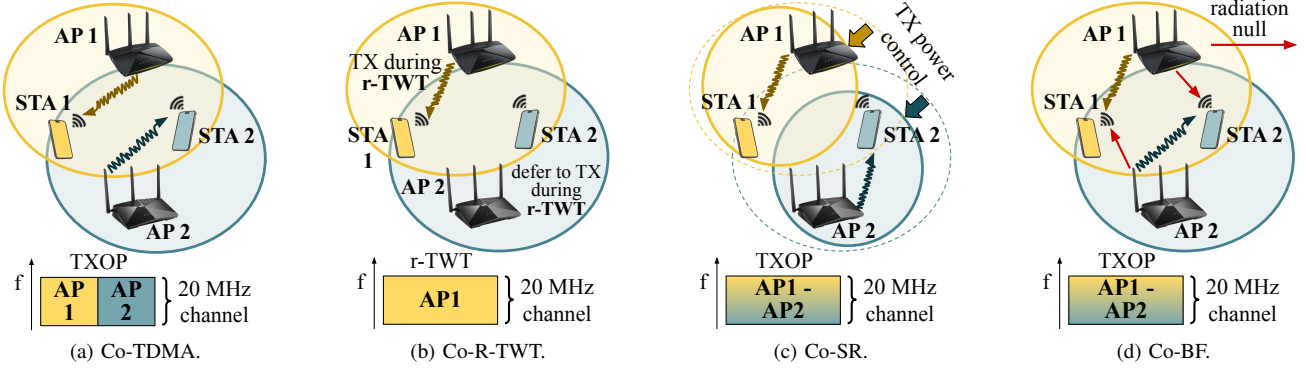 AP 1
STA 1
STA 2
AP 2
TXOP
f
AP
1
AP
2
20 MHz
channel
(a) Co-TDMA.
AP 1
TX during
r-TWT
STA
1
STA 2
AP 2
defer to TX
during
r-TWT
r-TWT
f
AP1
20 MHz
channel
(b) Co-R-TWT.
AP 1
TX power
control
STA 1
STA 2
AP 2
TXOP
f
AP1 -
AP2
20 MHz
channel
(c) Co-SR.
radiation
null
AP 1
STA 1
STA 2
AP 2
TXOP
f
AP1 -
AP2
20 MHz
channel
(d) Co-BF.